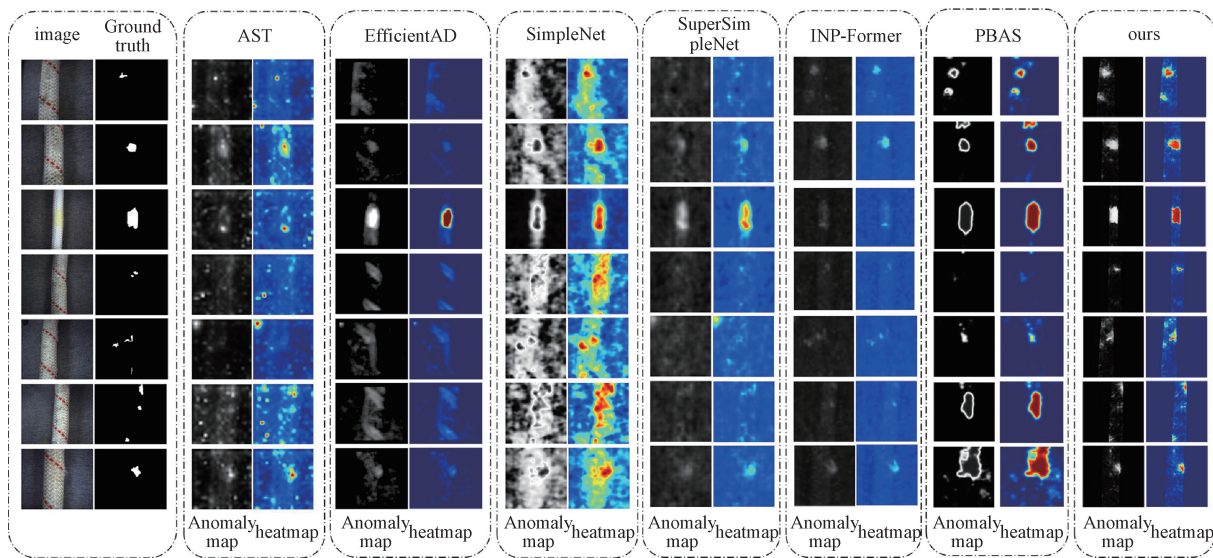 image
Ground
truth
AST
EfficientAD
SimpleNet
SuperSim
pleNet
INP-Former
PBAS
ours
Anomaly heatmap
map
Anomaly heatmap
map
Anomaly heatmap
map
Anomaly heatmap
map
Anomaly heatmap
map
Anomaly heatmap
map
Anomaly heatmap
map